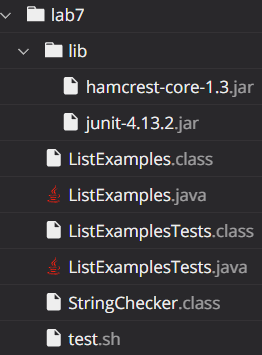 lab7
lib
hamcrest-core-1.3.jar
junit-4.13.2.jar
ListExamples.class
ListExamples.java
ListExamplesTests.class
ListExamplesTests.java
StringChecker.class
test.sh